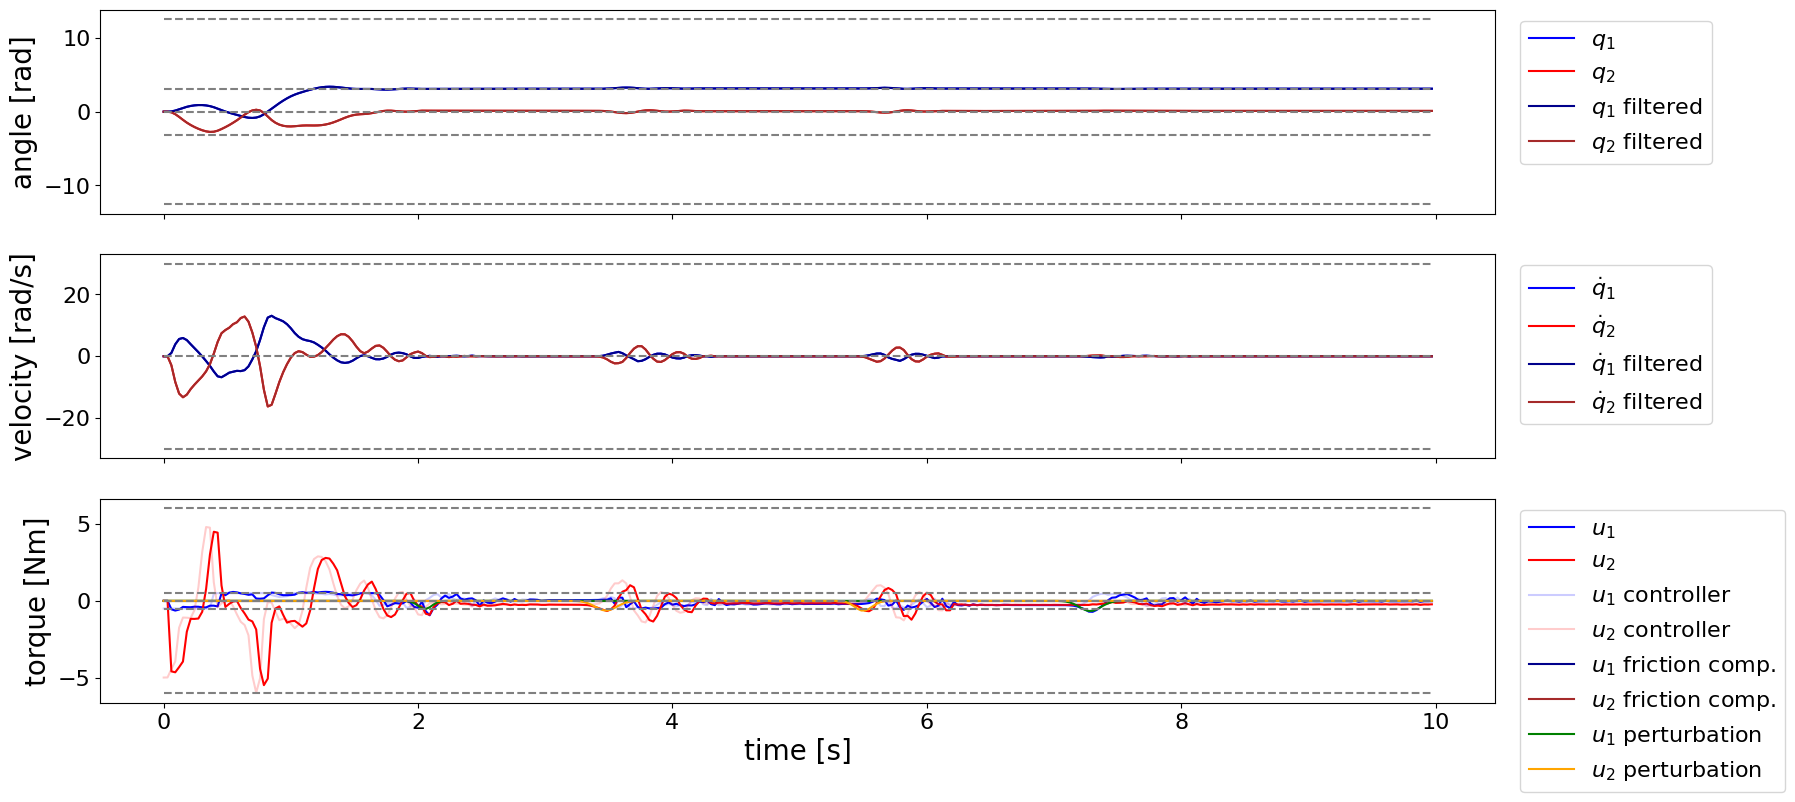 angle [rad]
10
0
−10
q₁
q₂
q₁ filtered
q₂ filtered
velocity [rad/s]
20
0
−20
q̇₁
q̇₂
q̇₁ filtered
q̇₂ filtered
torque [Nm]
5
0
−5
0 2 4 6 8 10
time [s]
u₁
u₂
u₁ controller
u₂ controller
u₁ friction comp.
u₂ friction comp.
u₁ perturbation
u₂ perturbation